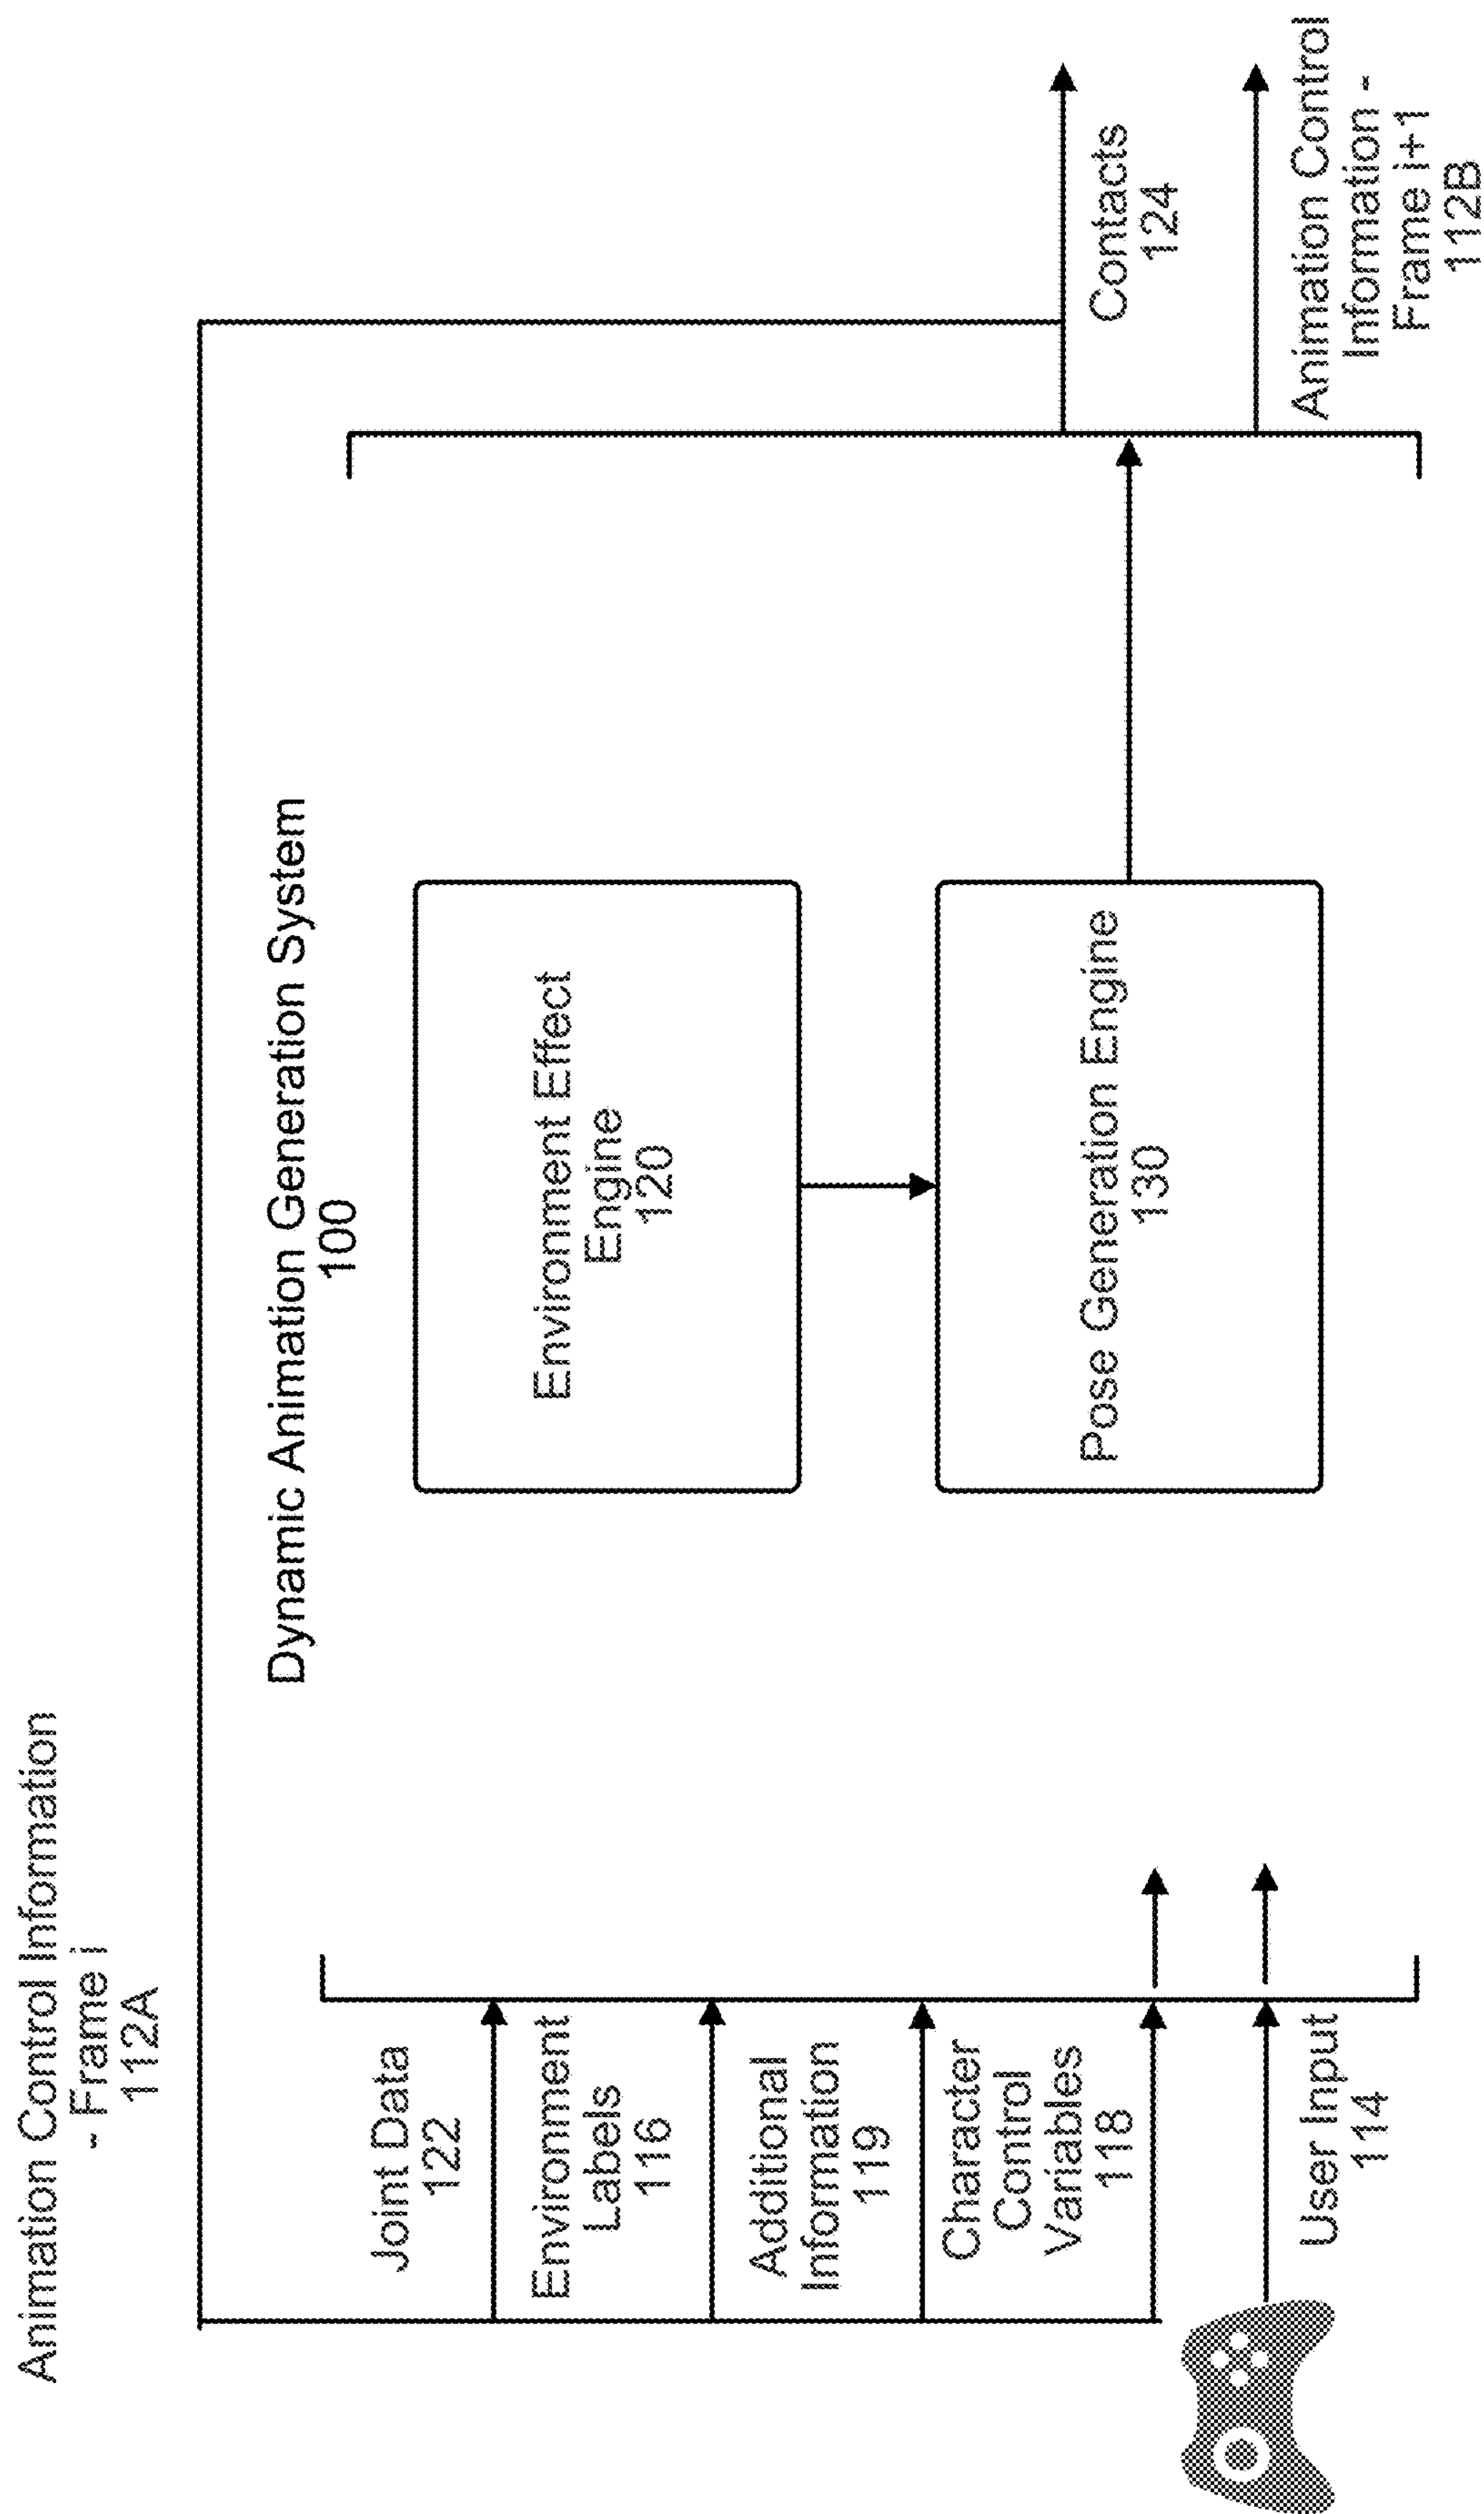 Animation Control Information
- Frame i
112A
Dynamic Animation Generation System
100
Joint Data
122
Environment
Labels
116
Additional
Information
119
Character
Control
Variables
118
User Input
114
Environment Effect
Engine
120
Pose Generation Engine
130
Contacts
124
Animation Control
Information -
Frame i+1
112B